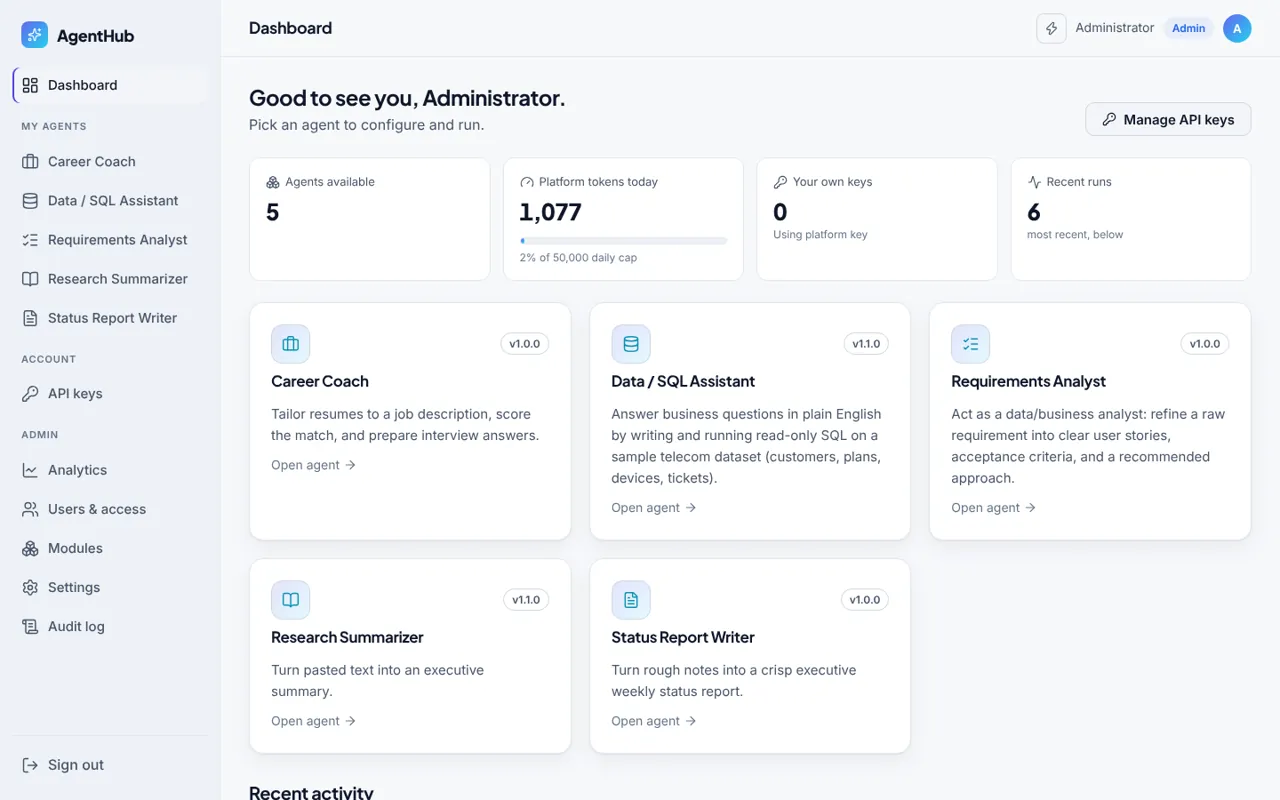 AgentHub
Dashboard
MY AGENTS
Career Coach
Data / SQL Assistant
Requirements Analyst
Research Summarizer
Status Report Writer
ACCOUNT
API keys
ADMIN
Analytics
Users & access
Modules
Settings
Audit log
Sign out
Dashboard
Administrator
Admin
A
Good to see you, Administrator.
Pick an agent to configure and run.
Manage API keys
Agents available
5
Platform tokens today
1,077
2% of 50,000 daily cap
Your own keys
0
Using platform key
Recent runs
6
most recent, below
v1.0.0
Career Coach
Tailor resumes to a job description, score
the match, and prepare interview answers.
Open agent →
v1.1.0
Data / SQL Assistant
Answer business questions in plain English
by writing and running read-only SQL on a
sample telecom dataset (customers, plans,
devices, tickets).
Open agent →
v1.0.0
Requirements Analyst
Act as a data/business analyst: refine a raw
requirement into clear user stories,
acceptance criteria, and a recommended
approach.
Open agent →
v1.1.0
Research Summarizer
Turn pasted text into an executive
summary.
Open agent →
v1.0.0
Status Report Writer
Turn rough notes into a crisp executive
weekly status report.
Open agent →
Recent activity